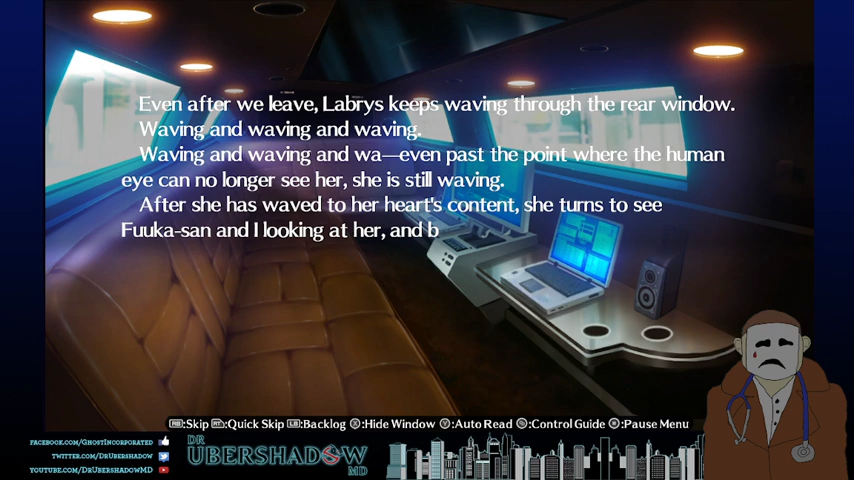 Even after we leave, Labrys keeps waving through the rear window.
Waving and waving and waving.
Waving and waving and wa—even past the point where the human
eye can no longer see her, she is still waving.
After she has waved to her heart's content, she turns to see
Fuuka-san and I looking at her, and b
RB:Skip RT:Quick Skip LB:Backlog X:Hide Window Y:Auto Read :Control Guide :Pause Menu
FACEBOOK.COM/GHOSTINCORPORATED
TWITTER.COM/DRUBERSHADOW
YOUTUBE.COM/DRUBERSHADOWMD
DR
UBERSHADOW
MD